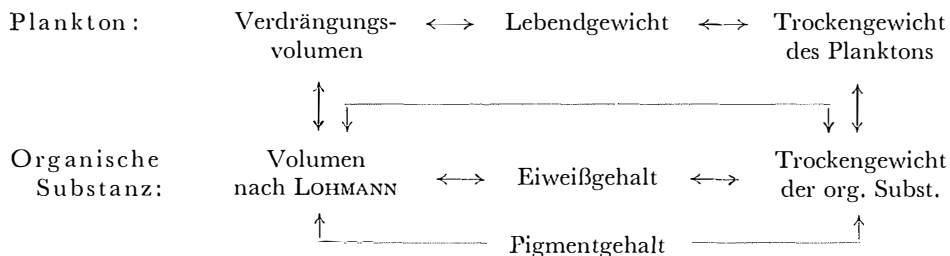 Plankton: Verdrängungs- ↔ Lebendgewicht ↔ Trockengewicht
volumen des Planktons
Organische Volumen Trockengewicht
Substanz: nach LOHMANN ↔ Eiweißgehalt ↔ der org. Subst.
Pigmentgehalt